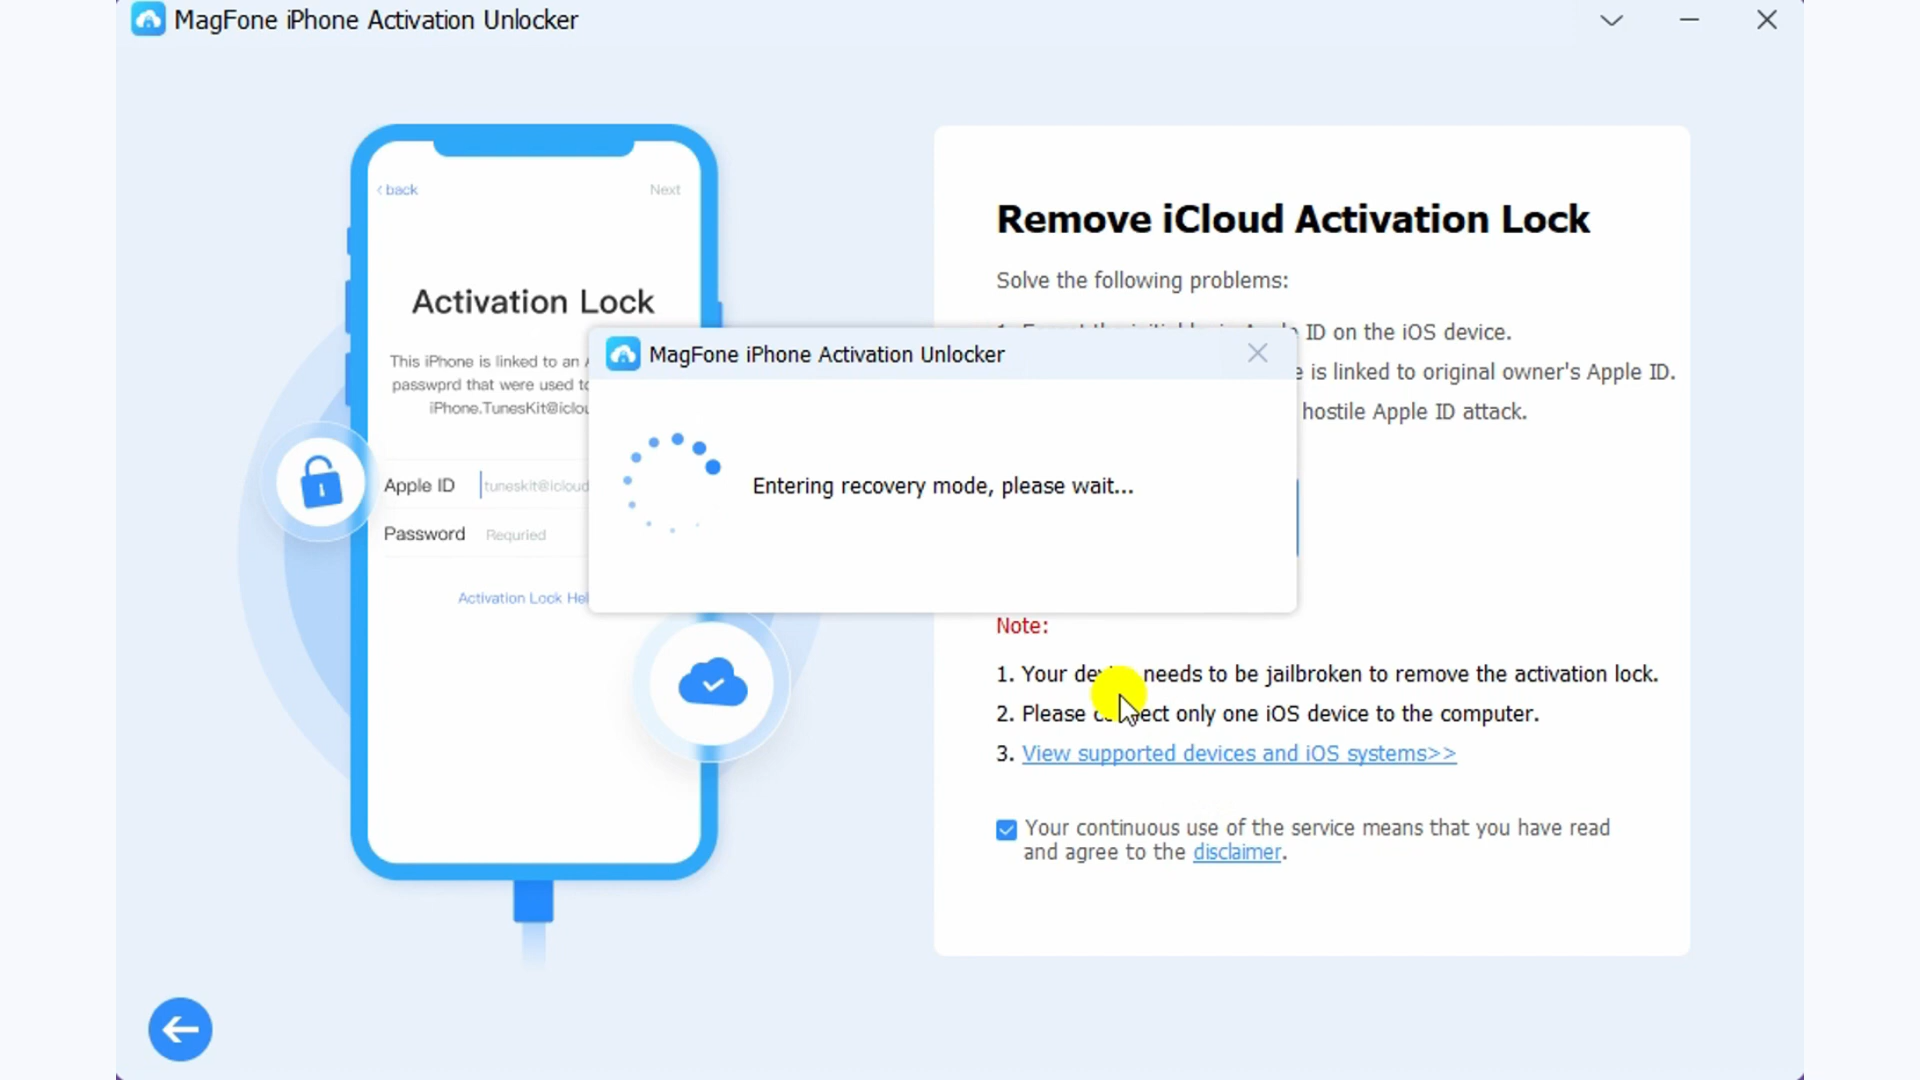 MagFone iPhone Activation Unlocker
back
Next
Activation Lock
This iPhone is linked to an
passwprd that were used to
iPhone.TunesKit@iclou
Apple ID tuneskit@icloud
Password Requried
Activation Lock Hel
Remove iCloud Activation Lock
Solve the following problems:
ID on the iOS device.
is linked to original owner's Apple ID.
hostile Apple ID attack.
MagFone iPhone Activation Unlocker
Entering recovery mode, please wait...
Note:
1. Your needs to be jailbroken to remove the activation lock.
2. Please only one iOS device to the computer.
3. View supported devices and iOS systems>>
Your continuous use of the service means that you have read
and agree to the disclaimer.